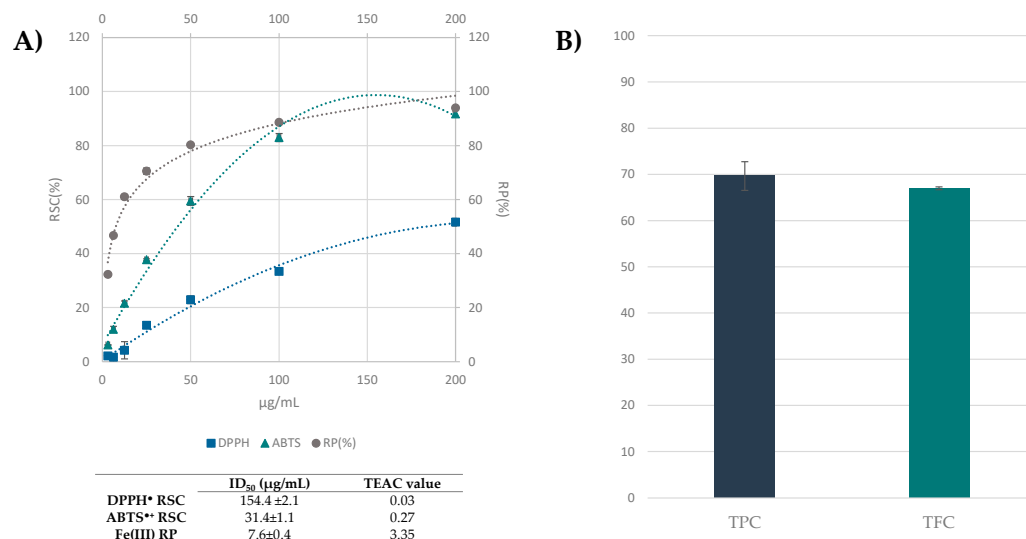 A)
0 50 100 150 200
120 120
100 100
80 80
60 60
40 40
20 20
0 0
RSC(%)
RP(%)
0 50 100 150 200
µg/mL
DPPH ABTS RP(%)
ID₅₀ (µg/mL) TEAC value
DPPH• RSC 154.4 ±2.1 0.03
ABTS•+ RSC 31.4±1.1 0.27
Fe(III) RP 7.6±0.4 3.35
B)
100
90
80
70
60
50
40
30
20
10
0
TPC TFC